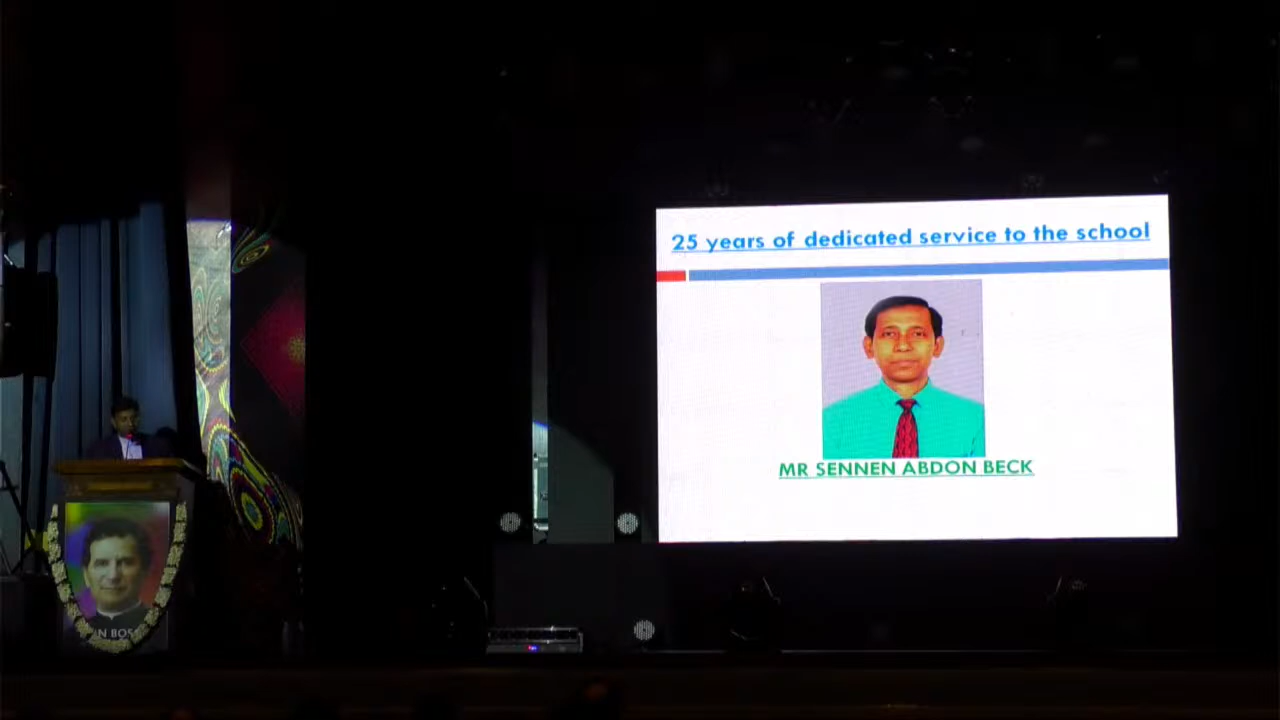 25 years of dedicated service to the school
MR SENNEN ABDON BECK